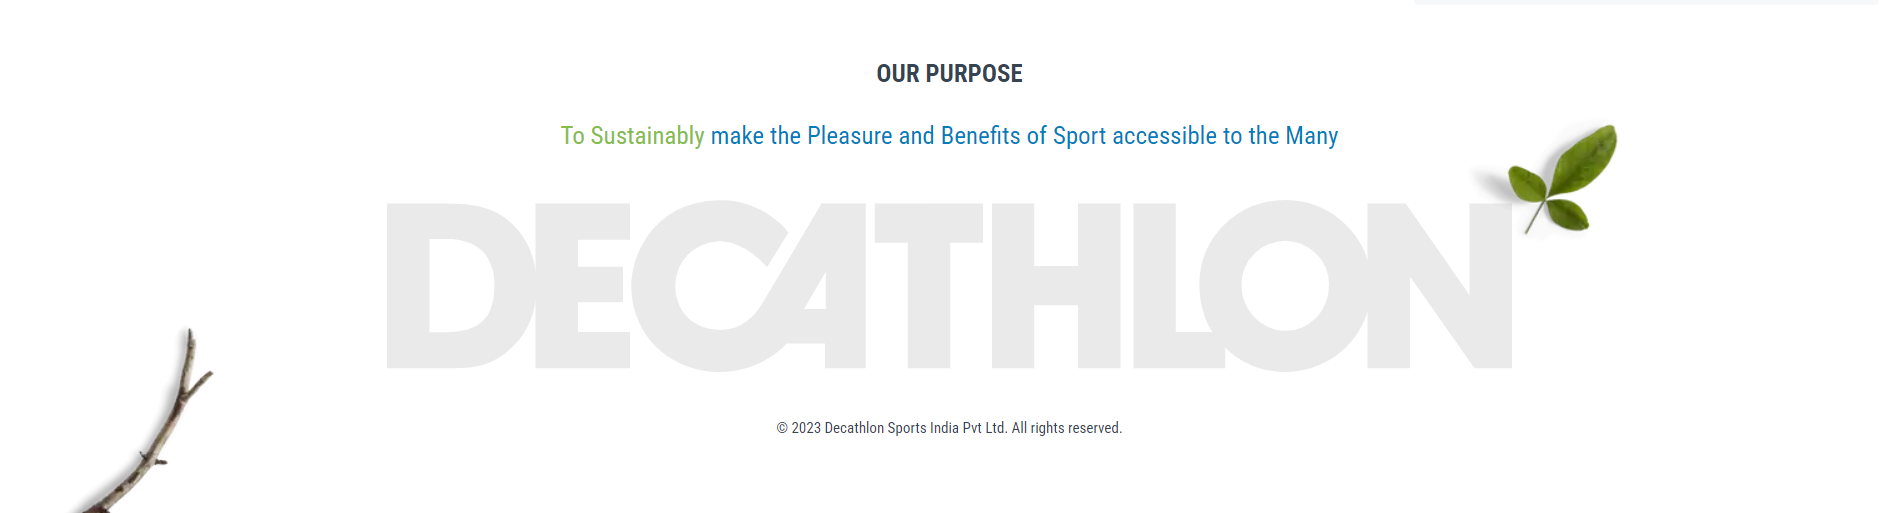 OUR PURPOSE
To Sustainably make the Pleasure and Benefits of Sport accessible to the Many
DECATHLON
© 2023 Decathlon Sports India Pvt Ltd. All rights reserved.